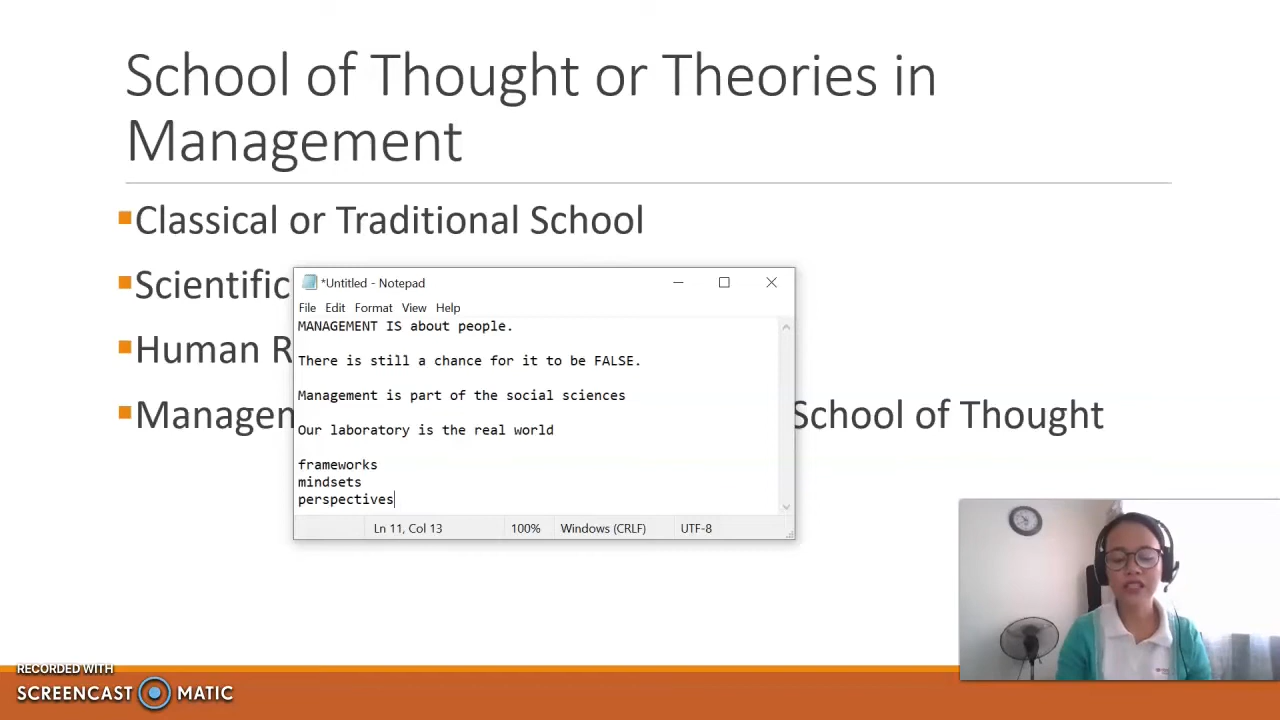 School of Thought or Theories in
Management
Classical or Traditional School
Scientific
Human R
Managem
School of Thought
*Untitled - Notepad
File Edit Format View Help
MANAGEMENT IS about people.
There is still a chance for it to be FALSE.
Management is part of the social sciences
Our laboratory is the real world
frameworks
mindsets
perspectives
Ln 11, Col 13 100% Windows (CRLF) UTF-8
RECORDED WITH
SCREENCAST MATIC